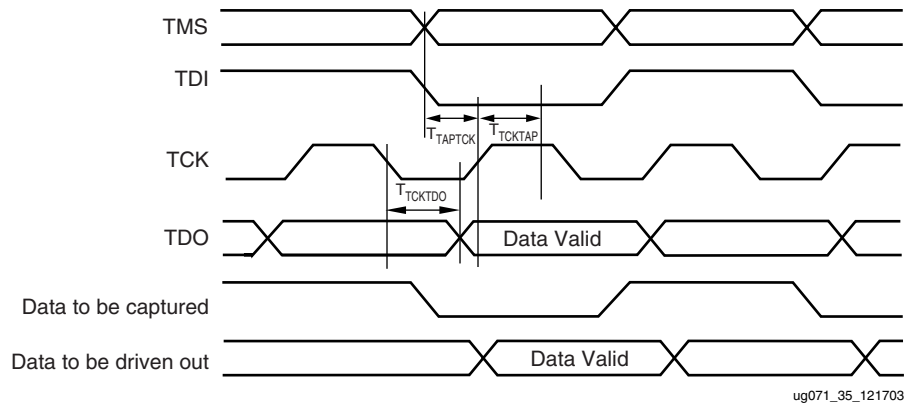 TMS
TDI
T_TAPTCK T_TCKTAP
TCK
T_TCKTDO
TDO Data Valid
Data to be captured
Data to be driven out Data Valid
ug071_35_121703